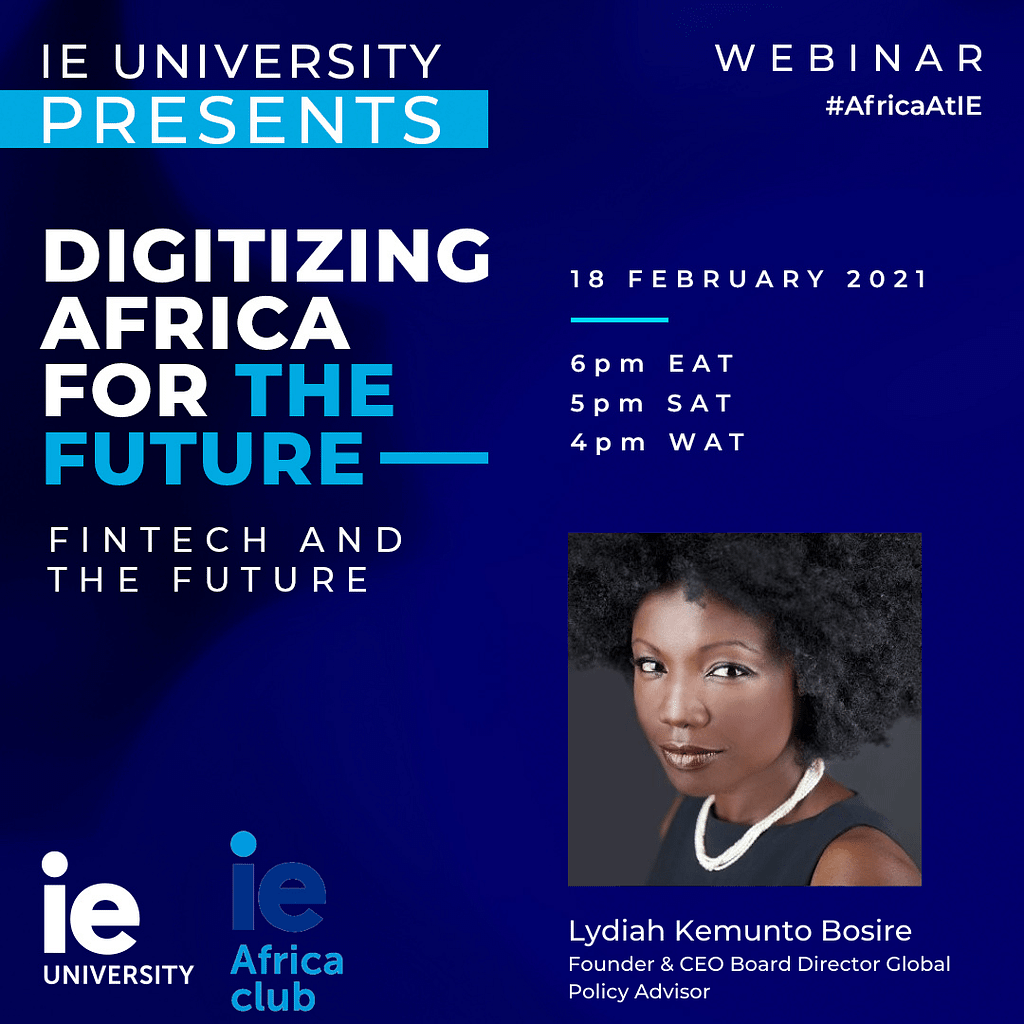 IE UNIVERSITY
PRESENTS
WEBINAR
#AfricaAtIE
DIGITIZING
AFRICA
FOR THE
FUTURE
FINTECH AND
THE FUTURE
18 FEBRUARY 2021
6pm EAT
5pm SAT
4pm WAT
Lydiah Kemunto Bosire
Founder & CEO Board Director Global
Policy Advisor
ie
UNIVERSITY
ie
Africa
club